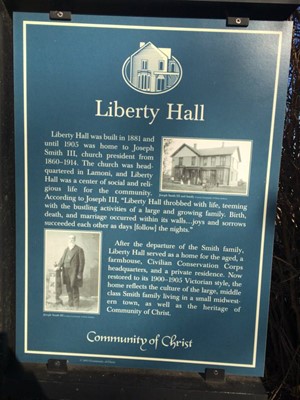 Liberty Hall
Liberty Hall was built in 1881 and
until 1905 was home to Joseph
Smith III, church president from
1860-1914. The church was head-
quartered in Lamoni, and Liberty
Hall was a center of social and reli-
gious life for the community.
According to Joseph III, “Liberty Hall throbbed with life, teeming
with the bustling activities of a large and growing family. Birth,
death, and marriage occurred within its walls...joys and sorrows
succeeded each other as days [follow] the nights.”
After the departure of the Smith family,
Liberty Hall served as a home for the aged, a
farmhouse, Civilian Conservation Corps
headquarters, and a private residence. Now
restored to its 1900-1905 Victorian style, the
home reflects the culture of the large, middle
class Smith family living in a small midwest-
ern town, as well as the heritage of
Community of Christ.
Community of Christ